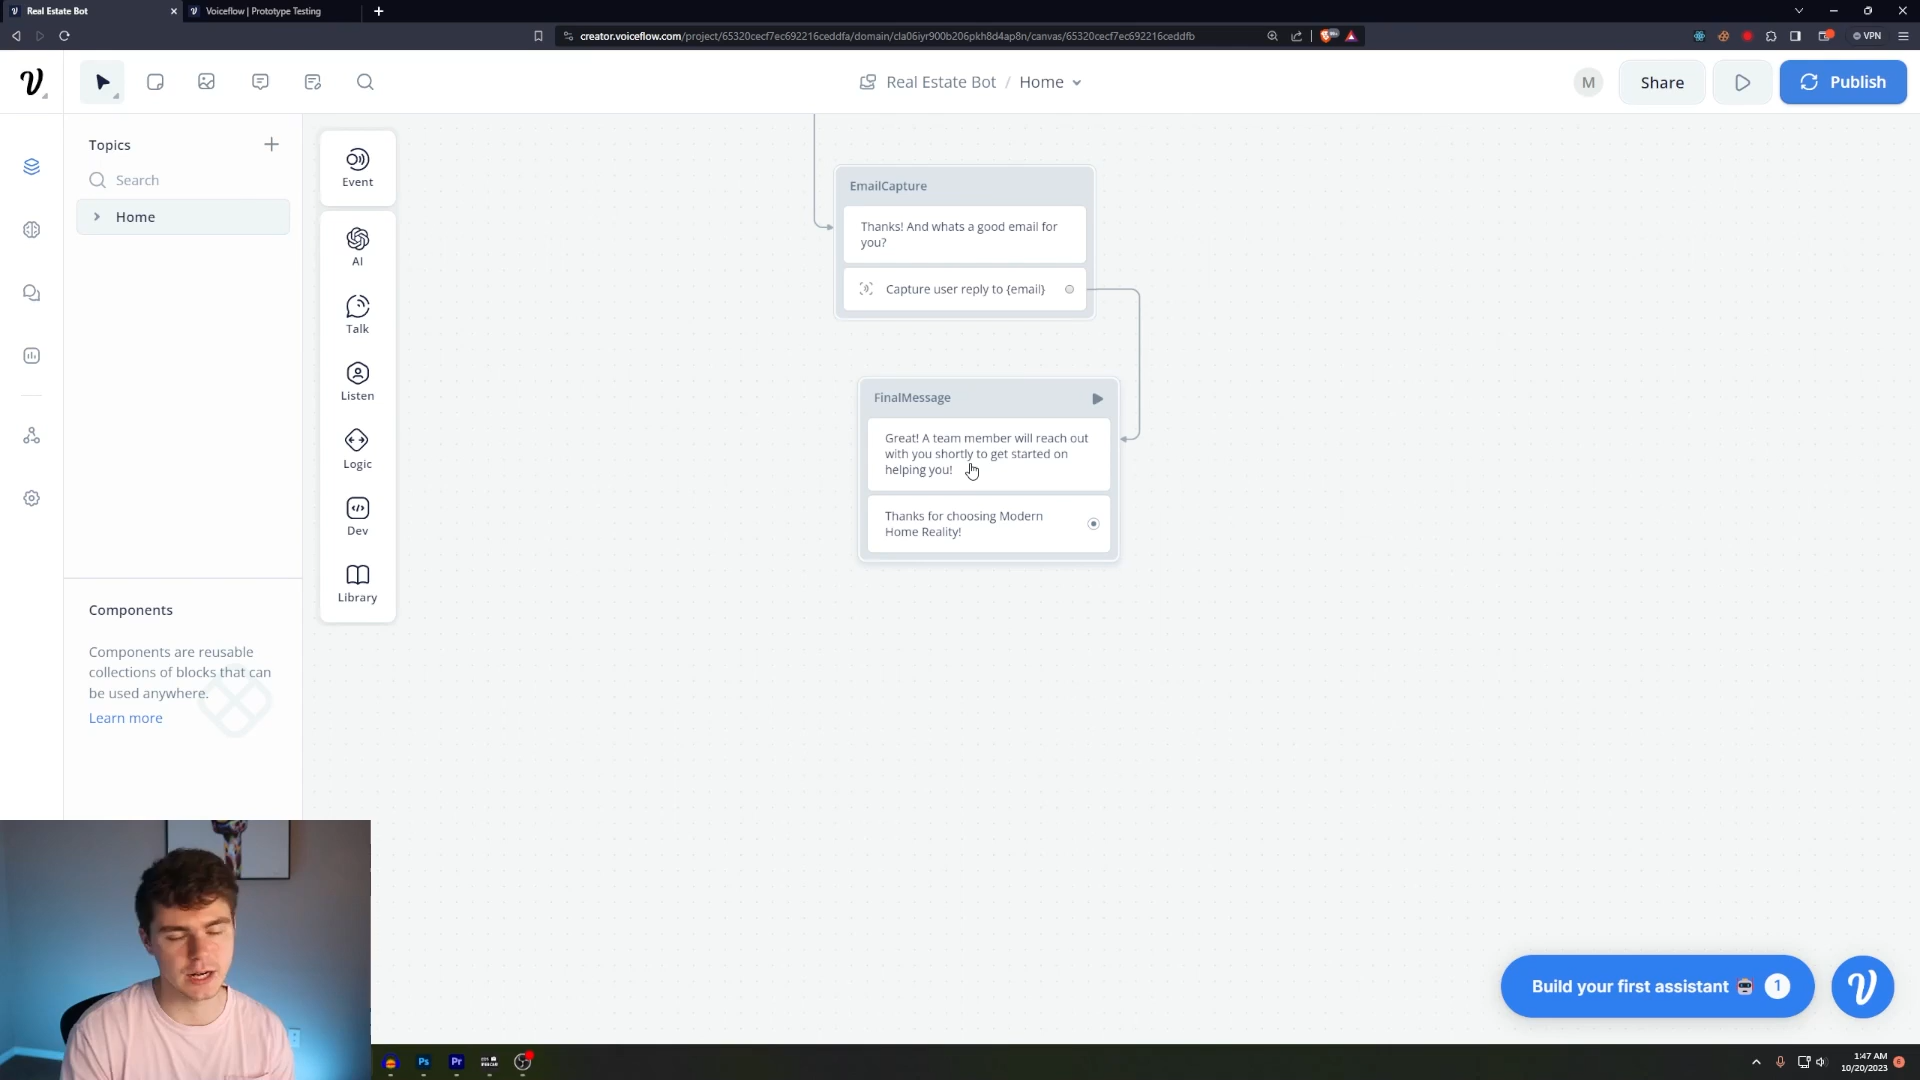 Real Estate Bot
Voiceflow | Prototype Testing
creator.voiceflow.com/project/65320cecf7ec692216ceddfa/domain/cla06iyr900b206pkh8d4ap8n/canvas/65320cecf7ec692216ceddfb
VPN
Real Estate Bot / Home
M
Share
Publish
Topics
Search
Home
Event
AI
Talk
Listen
Logic
Dev
Library
EmailCapture
Thanks! And whats a good email for
you?
Capture user reply to {email}
FinalMessage
Great! A team member will reach out
with you shortly to get started on
helping you!
Thanks for choosing Modern
Home Reality!
Components
Components are reusable
collections of blocks that can
be used anywhere.
Learn more
Build your first assistant 1
Ps
Pr
1:47 AM
10/20/2023
6